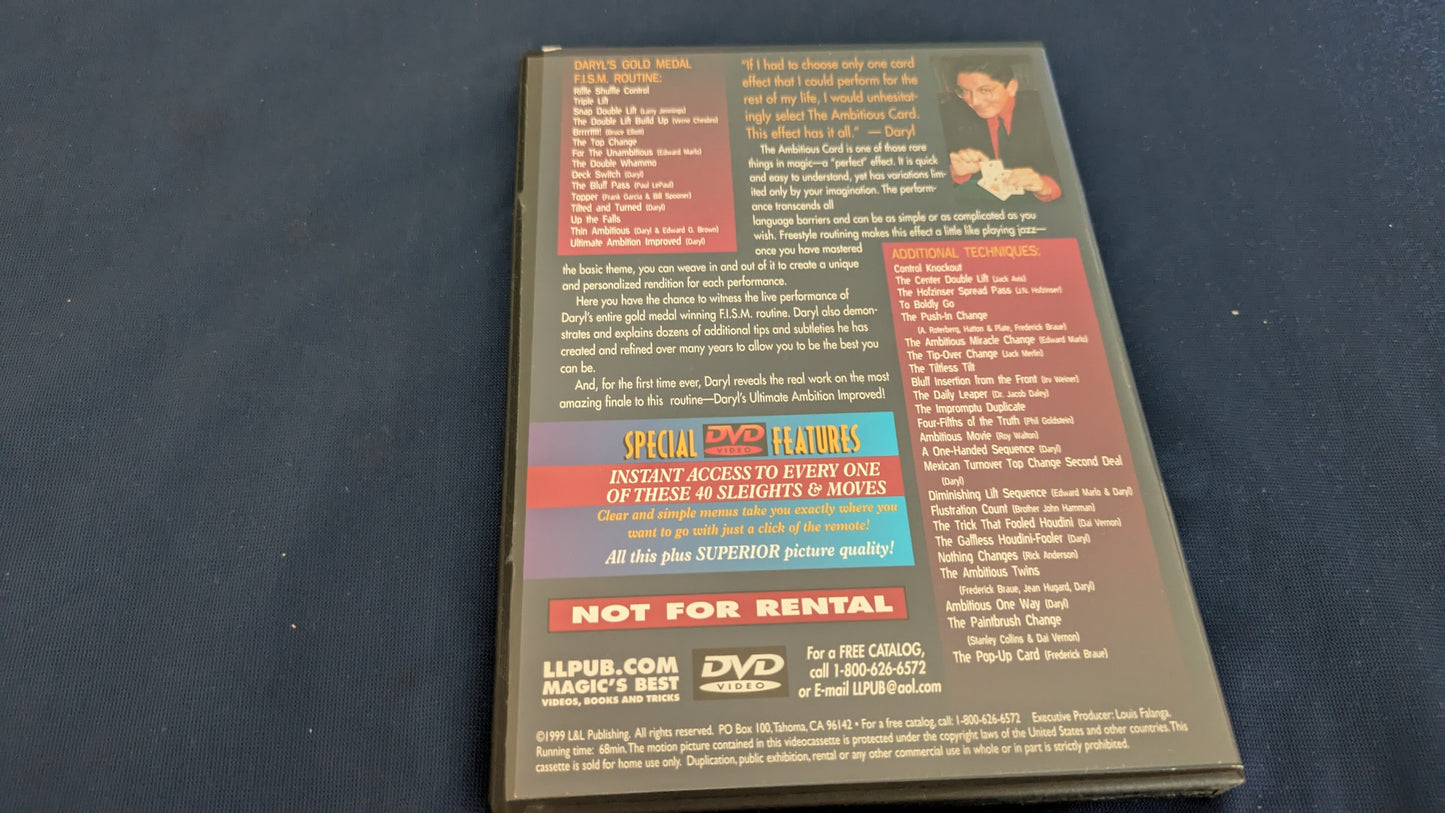 DARYL'S GOLD MEDAL
F.I.S.M. ROUTINE:
Riffle Shuffle Control
Triple Lift
Snap Double Lift (Larry Jennings)
The Double Lift Build Up (Verne Chesbro)
Brrrfftt! (Bruce Elliott)
The Top Change
For The Unambitious (Edward Marlo)
The Double Whammo
Deck Switch (Daryl)
The Bluff Pass (Paul LePaul)
Topper (Frank Garcia & Bill Spooner)
Tilted and Turned (Daryl)
Up the Falls
Thin Ambitious (Daryl & Edward G. Brown)
Ultimate Ambition Improved (Daryl)
"If I had to choose only one card
effect that I could perform for the
rest of my life, I would unhesitat-
ingly select The Ambitious Card.
This effect has it all." — Daryl
The Ambitious Card is one of those rare
things in magic—a "perfect" effect. It is quick
and easy to understand, yet has variations lim-
ited only by your imagination. The perform-
ance transcends all
language barriers and can be as simple or as complicated as you
wish. Freestyle routining makes this effect a little like playing jazz—
once you have mastered
the basic theme, you can weave in and out of it to create a unique
and personalized rendition for each performance.
Here you have the chance to witness the live performance of
Daryl's entire gold medal winning F.I.S.M. routine. Daryl also demon-
strates and explains dozens of additional tips and subtleties he has
created and refined over many years to allow you to be the best you
can be.
And, for the first time ever, Daryl reveals the real work on the most
amazing finale to this routine—Daryl's Ultimate Ambition Improved!
ADDITIONAL TECHNIQUES:
Control Knockout
The Center Double Lift (Jack Avis)
The Hofzinser Spread Pass (J.N. Hofzinser)
To Boldly Go
The Push-In Change
(A. Roterberg, Hatton & Plate, Frederick Braue)
The Ambitious Miracle Change (Edward Marlo)
The Tip-Over Change (Jack Merlin)
The Tiltless Tilt
Bluff Insertion from the Front (Irv Weiner)
The Daily Leaper (Dr. Jacob Daley)
The Impromptu Duplicate
Four-Fifths of the Truth (Phil Goldstein)
Ambitious Movie (Roy Walton)
A One-Handed Sequence (Daryl)
Mexican Turnover Top Change Second Deal
(Daryl)
Diminishing Lift Sequence (Edward Marlo & Daryl)
Flustration Count (Brother John Hamman)
The Trick That Fooled Houdini (Dai Vernon)
The Gaffless Houdini-Fooler (Daryl)
Nothing Changes (Rick Anderson)
The Ambitious Twins
(Frederick Braue, Jean Hugard, Daryl)
Ambitious One Way (Daryl)
The Paintbrush Change
(Stanley Collins & Dai Vernon)
The Pop-Up Card (Frederick Braue)
SPECIAL DVD VIDEO FEATURES
INSTANT ACCESS TO EVERY ONE
OF THESE 40 SLEIGHTS & MOVES
Clear and simple menus take you exactly where you
want to go with just a click of the remote!
All this plus SUPERIOR picture quality!
NOT FOR RENTAL
LLPUB.COM
MAGIC'S BEST
VIDEOS, BOOKS AND TRICKS
DVD
VIDEO
For a FREE CATALOG,
call 1-800-626-6572
or E-mail LLPUB@aol.com
©1999 L&L Publishing. All rights reserved. PO Box 100, Tahoma, CA 96142 • For a free catalog, call: 1-800-626-6572 Executive Producer: Louis Falanga.
Running time: 68min. The motion picture contained in this videocassette is protected under the copyright laws of the United States and other countries. This
cassette is sold for home use only. Duplication, public exhibition, rental or any other commercial use in whole or in part is strictly prohibited.